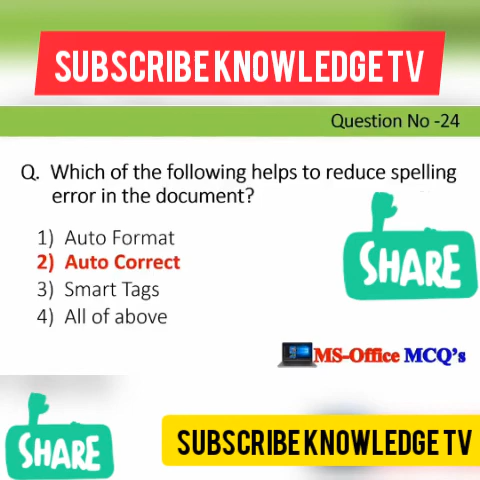 SUBSCRIBE KNOWLEDGE TV
Question No -24
Q. Which of the following helps to reduce spelling
error in the document?
1) Auto Format
2) Auto Correct
3) Smart Tags
4) All of above
SHARE
MS-Office MCQ's
SHARE
SUBSCRIBE KNOWLEDGE TV